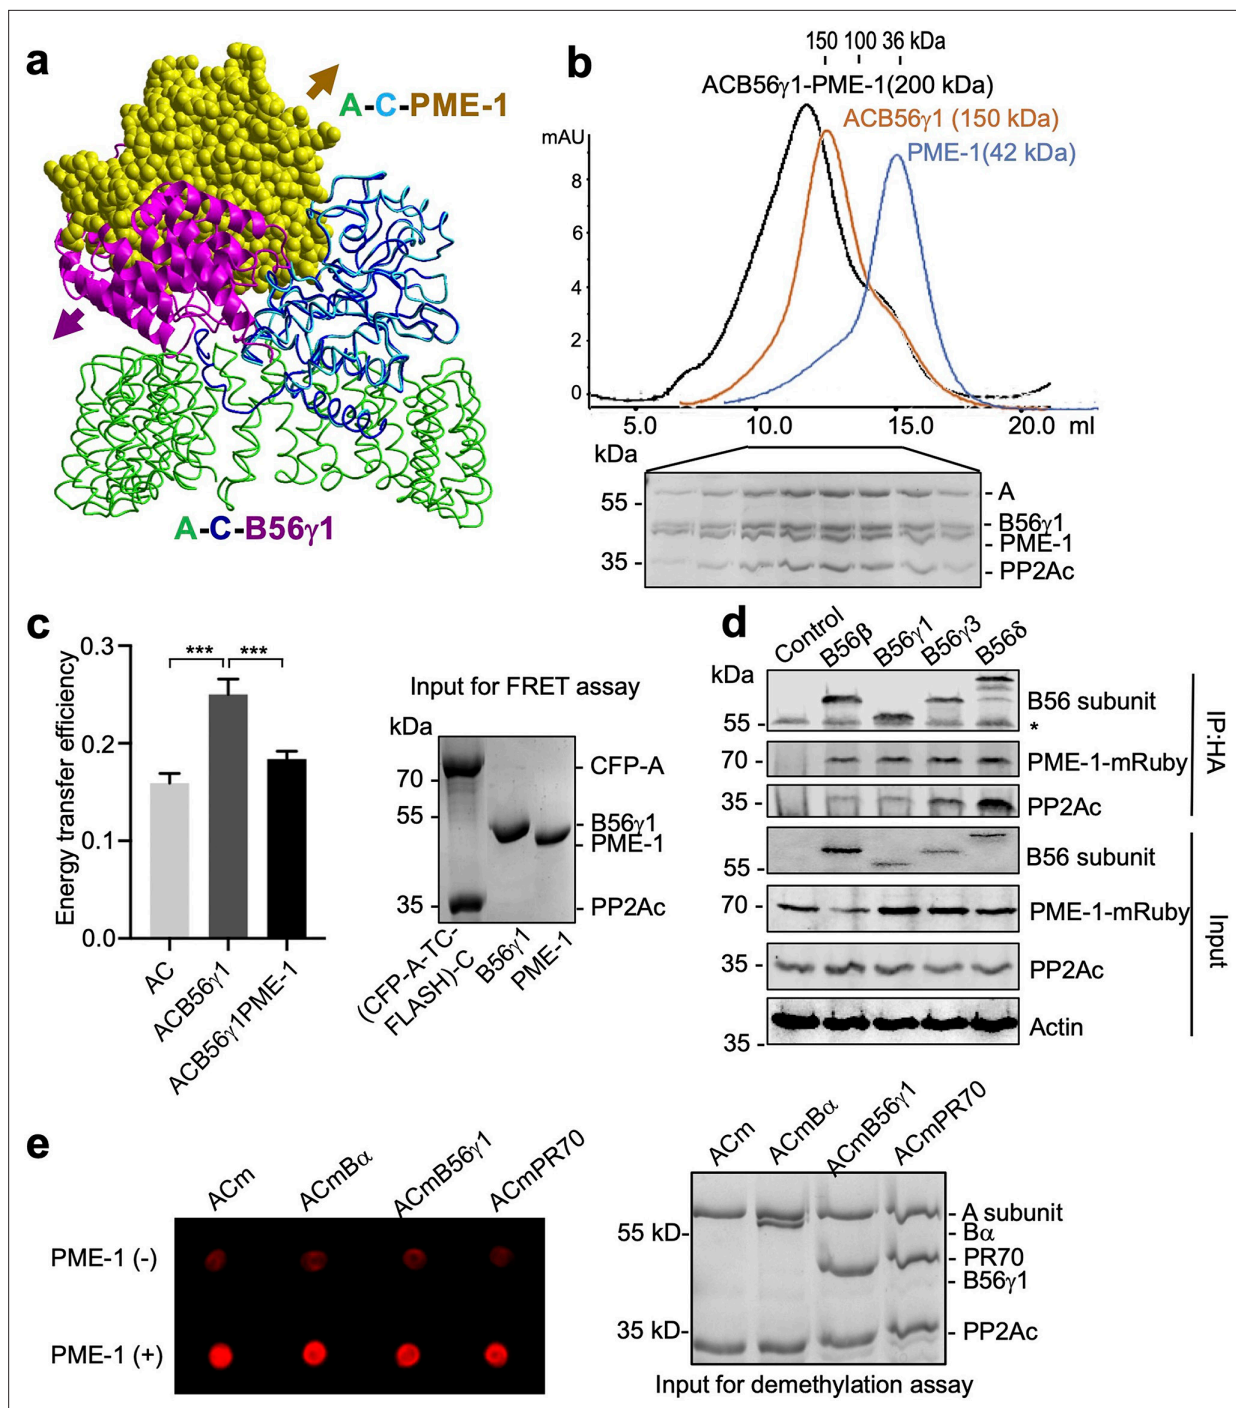 a
A-C-PME-1
A-C-B56γ1
b
150 100 36 kDa
ACB56γ1-PME-1(200 kDa)
ACB56γ1 (150 kDa)
PME-1(42 kDa)
mAU
8
6
4
2
0
5.0 10.0 15.0 20.0 ml
kDa
55
35
A
B56γ1
PME-1
PP2Ac
c
Energy transfer efficiency
0.3
0.2
0.1
0.0
*** ***
AC
ACB56γ1
ACB56γ1PME-1
Input for FRET assay
kDa
70
55
35
CFP-A
B56γ1
PME-1
PP2Ac
(CFP-A-TC-
FLASH)-C
B56γ1
PME-1
d
Control
B56β
B56γ1
B56γ3
B56δ
kDa
55
B56 subunit
*
70
PME-1-mRuby
35
PP2Ac
IP:HA
55
B56 subunit
70
PME-1-mRuby
35
PP2Ac
35
Actin
Input
e
ACm
ACmBα
ACmB56γ1
ACmPR70
PME-1 (-)
PME-1 (+)
ACm
ACmBα
ACmB56γ1
ACmPR70
55 kD
35 kD
A subunit
Bα
PR70
B56γ1
PP2Ac
Input for demethylation assay